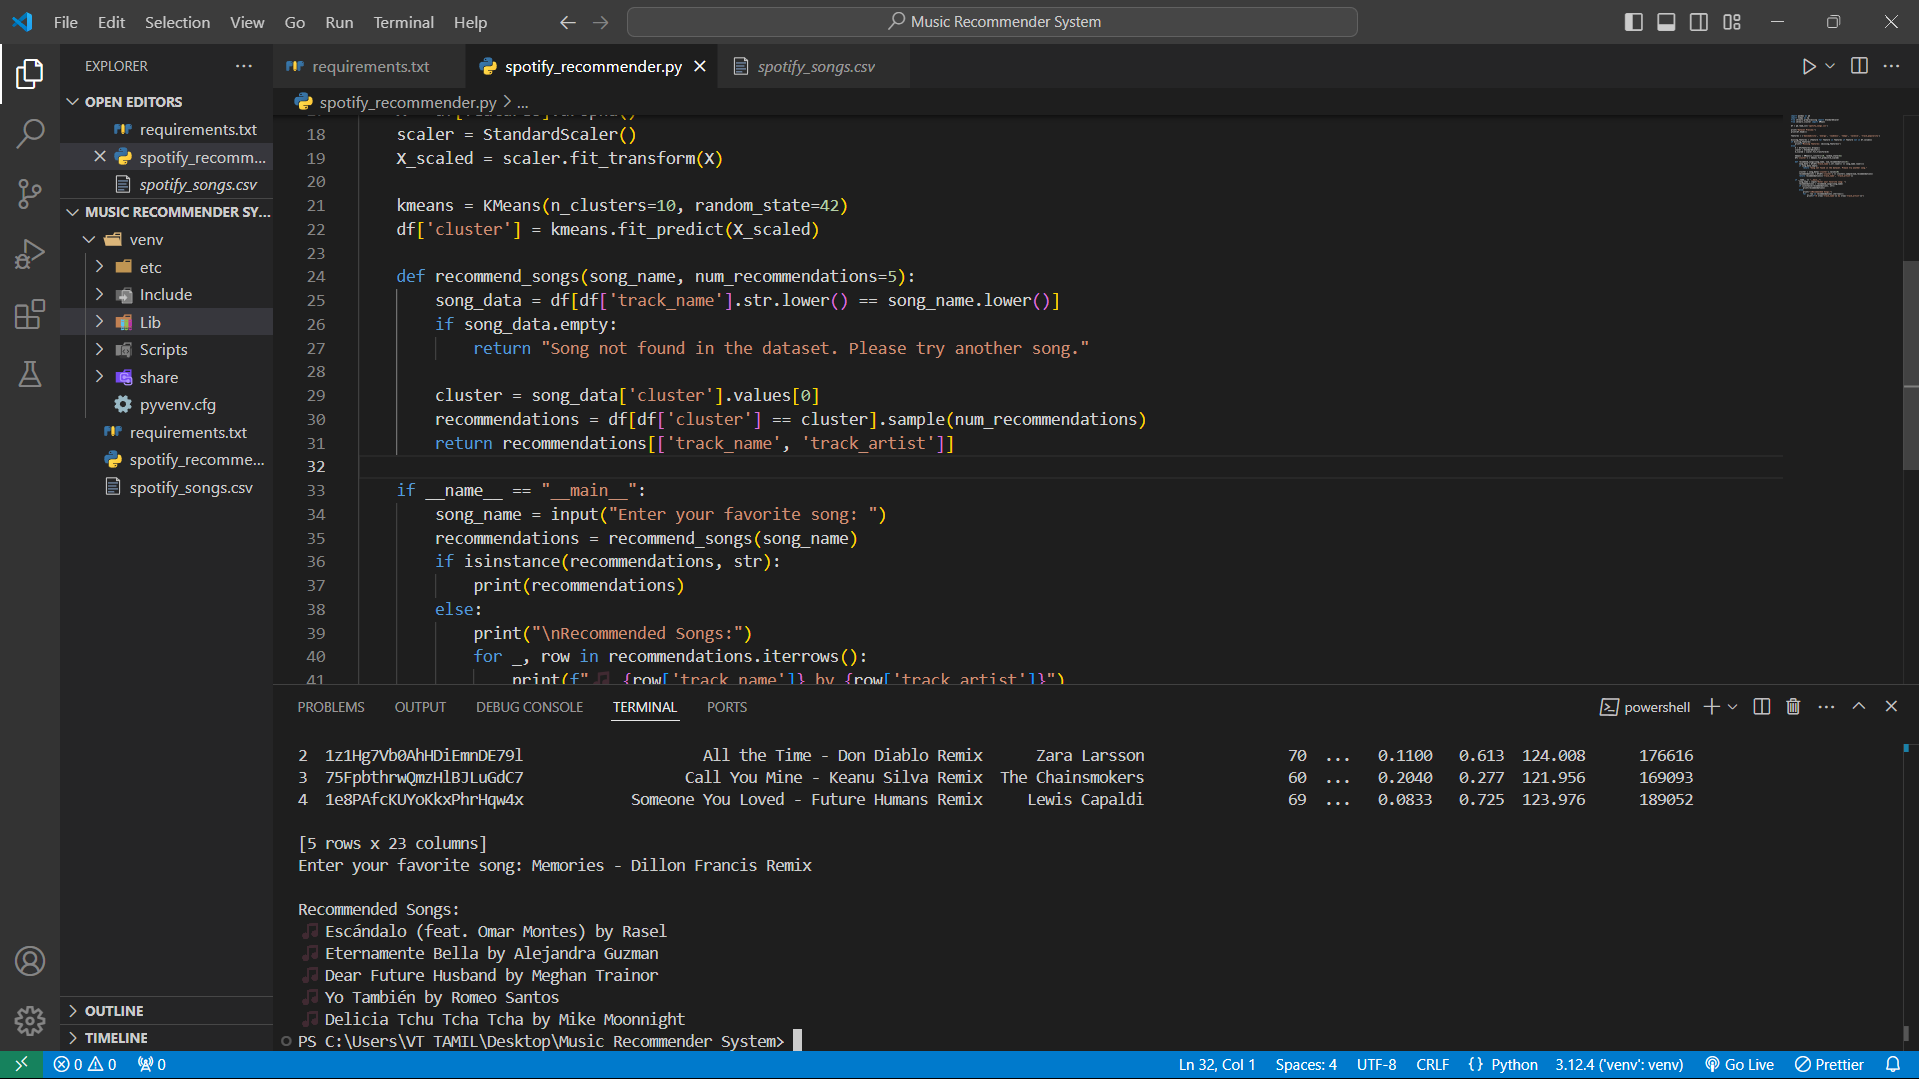 File Edit Selection View Go Run Terminal Help
Music Recommender System
EXPLORER
OPEN EDITORS
requirements.txt
spotify_recomm...
spotify_songs.csv
MUSIC RECOMMENDER SY...
venv
etc
Include
Lib
Scripts
share
pyvenv.cfg
requirements.txt
spotify_recomme...
spotify_songs.csv
OUTLINE
TIMELINE
requirements.txt spotify_recommender.py spotify_songs.csv
spotify_recommender.py > ...
18 scaler = StandardScaler()
19 X_scaled = scaler.fit_transform(X)
20
21 kmeans = KMeans(n_clusters=10, random_state=42)
22 df['cluster'] = kmeans.fit_predict(X_scaled)
23
24 def recommend_songs(song_name, num_recommendations=5):
25 song_data = df[df['track_name'].str.lower() == song_name.lower()]
26 if song_data.empty:
27 return "Song not found in the dataset. Please try another song."
28
29 cluster = song_data['cluster'].values[0]
30 recommendations = df[df['cluster'] == cluster].sample(num_recommendations)
31 return recommendations[['track_name', 'track_artist']]
32
33 if __name__ == "__main__":
34 song_name = input("Enter your favorite song: ")
35 recommendations = recommend_songs(song_name)
36 if isinstance(recommendations, str):
37 print(recommendations)
38 else:
39 print("\nRecommended Songs:")
40 for _, row in recommendations.iterrows():
41 print(f"🎵 {row['track_name']} by {row['track_artist']}")
PROBLEMS OUTPUT DEBUG CONSOLE TERMINAL PORTS
powershell
2 1z1Hg7Vb0AhHDiEmnDE79l All the Time - Don Diablo Remix Zara Larsson 70 ... 0.1100 0.613 124.008 176616
3 75FpbthrwQmzHlBJLuGdC7 Call You Mine - Keanu Silva Remix The Chainsmokers 60 ... 0.2040 0.277 121.956 169093
4 1e8PAfcKUYoKkxPhrHqw4x Someone You Loved - Future Humans Remix Lewis Capaldi 69 ... 0.0833 0.725 123.976 189052
[5 rows x 23 columns]
Enter your favorite song: Memories - Dillon Francis Remix
Recommended Songs:
🎵 Escándalo (feat. Omar Montes) by Rasel
🎵 Eternamente Bella by Alejandra Guzman
🎵 Dear Future Husband by Meghan Trainor
🎵 Yo También by Romeo Santos
🎵 Delicia Tchu Tcha Tcha by Mike Moonnight
PS C:\Users\VT TAMIL\Desktop\Music Recommender System>
0 0 0 Ln 32, Col 1 Spaces: 4 UTF-8 CRLF {} Python 3.12.4 ('venv': venv) Go Live Prettier